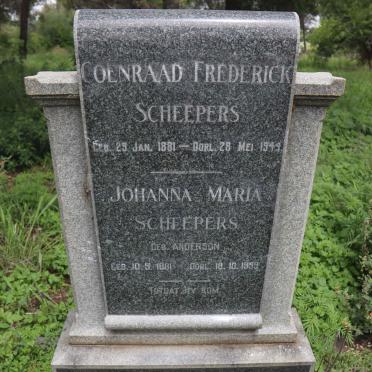 COENRAAD FREDERICK
SCHEEPERS
GEB. 29 JAN. 1881 — OORL. 28 MEI 1944
JOHANNA MARIA
SCHEEPERS
GEB. ANDERSON
GEB. 10. 9. 1881 OORL. 18. 10. 1959
TOTDAT HY KOM